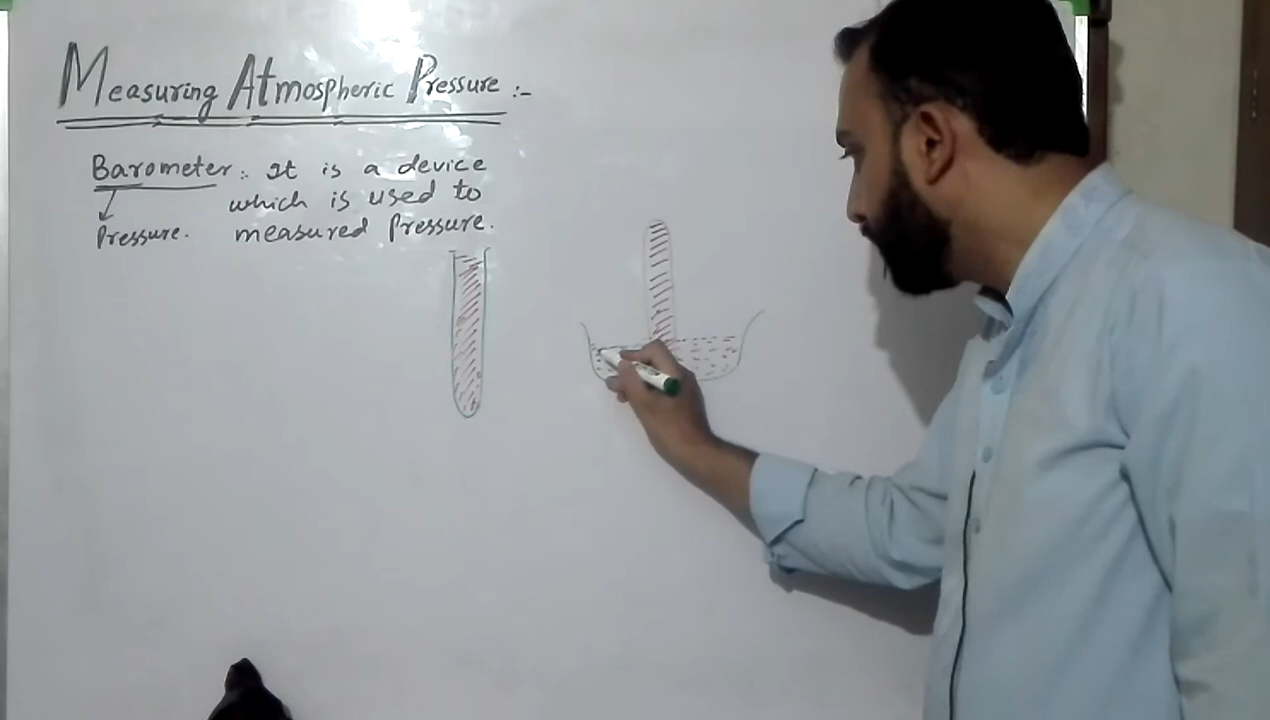 Measuring Atmospheric Pressure :-
Barometer :. It is a device
which is used to
Pressure. measured Pressure.